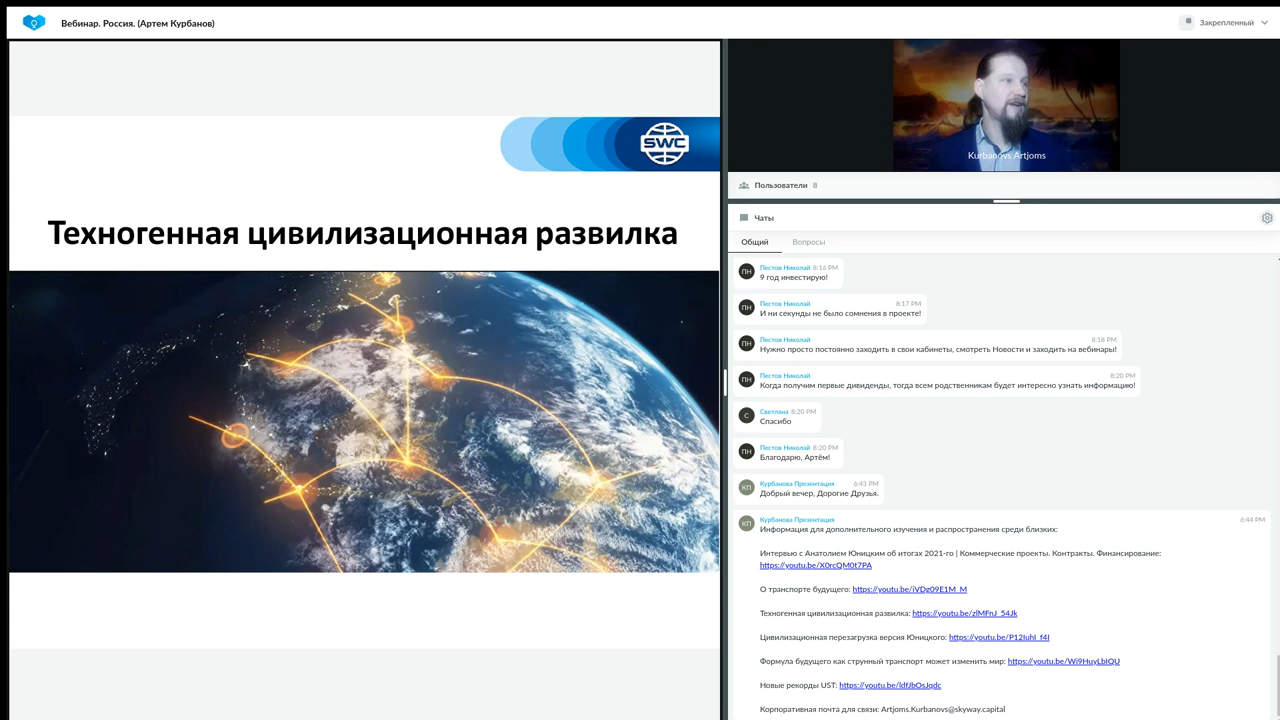 Вебинар. Россия. (Артем Курбанов)
Закрепленный
SWC
Техногенная цивилизационная развилка
Kurbanovs Artjoms
Пользователи 8
Чаты
Общий Вопросы
ПН Пестов Николай 8:16 PM
9 год инвестирую!
ПН Пестов Николай 8:17 PM
И ни секунды не было сомнения в проекте!
ПН Пестов Николай 8:18 PM
Нужно просто постоянно заходить в свои кабинеты, смотреть Новости и заходить на вебинары!
ПН Пестов Николай 8:20 PM
Когда получим первые дивиденды, тогда всем родственникам будет интересно узнать информацию!
С Светлана 8:20 PM
Спасибо
ПН Пестов Николай 8:20 PM
Благодарю, Артём!
КП Курбанова Презентация 6:43 PM
Добрый вечер, Дорогие Друзья.
КП Курбанова Презентация 6:44 PM
Информация для дополнительного изучения и распространения среди близких:
Интервью с Анатолием Юницким об итогах 2021-го | Коммерческие проекты. Контракты. Финансирование:
https://youtu.be/X0rcQM0t7PA
О транспорте будущего: https://youtu.be/iVDg09E1M_M
Техногенная цивилизационная развилка: https://youtu.be/zlMFnJ_54Jk
Цивилизационная перезагрузка версия Юницкого: https://youtu.be/P12IuhI_f4I
Формула будущего как струнный транспорт может изменить мир: https://youtu.be/Wi9HuyLbIQU
Новые рекорды UST: https://youtu.be/ldfJbOsJqdc
Корпоративная почта для связи: Artjoms.Kurbanovs@skyway.capital